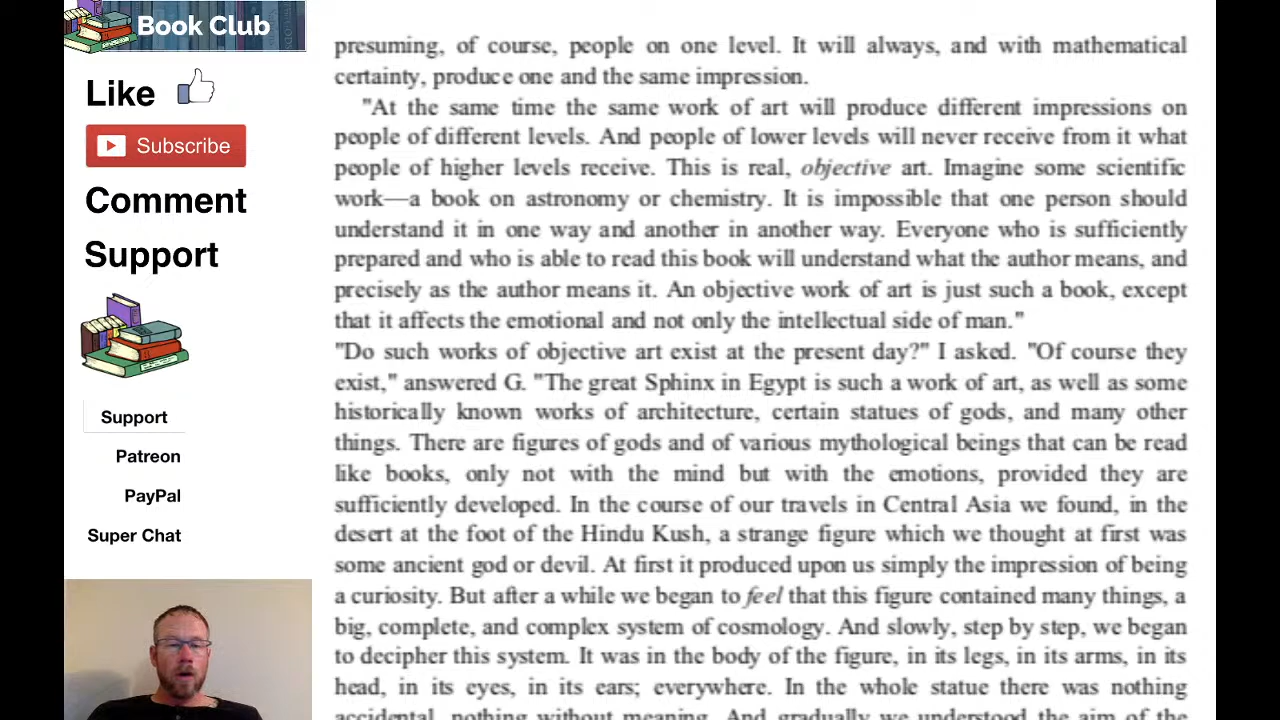 Book Club
Like
Subscribe
Comment
Support
Support
Patreon
PayPal
Super Chat
presuming, of course, people on one level. It will always, and with mathematical
certainty, produce one and the same impression.
"At the same time the same work of art will produce different impressions on
people of different levels. And people of lower levels will never receive from it what
people of higher levels receive. This is real, objective art. Imagine some scientific
work—a book on astronomy or chemistry. It is impossible that one person should
understand it in one way and another in another way. Everyone who is sufficiently
prepared and who is able to read this book will understand what the author means, and
precisely as the author means it. An objective work of art is just such a book, except
that it affects the emotional and not only the intellectual side of man."
"Do such works of objective art exist at the present day?" I asked. "Of course they
exist," answered G. "The great Sphinx in Egypt is such a work of art, as well as some
historically known works of architecture, certain statues of gods, and many other
things. There are figures of gods and of various mythological beings that can be read
like books, only not with the mind but with the emotions, provided they are
sufficiently developed. In the course of our travels in Central Asia we found, in the
desert at the foot of the Hindu Kush, a strange figure which we thought at first was
some ancient god or devil. At first it produced upon us simply the impression of being
a curiosity. But after a while we began to feel that this figure contained many things, a
big, complete, and complex system of cosmology. And slowly, step by step, we began
to decipher this system. It was in the body of the figure, in its legs, in its arms, in its
head, in its eyes, in its ears; everywhere. In the whole statue there was nothing
accidental, nothing without meaning. And gradually we understood the aim of the